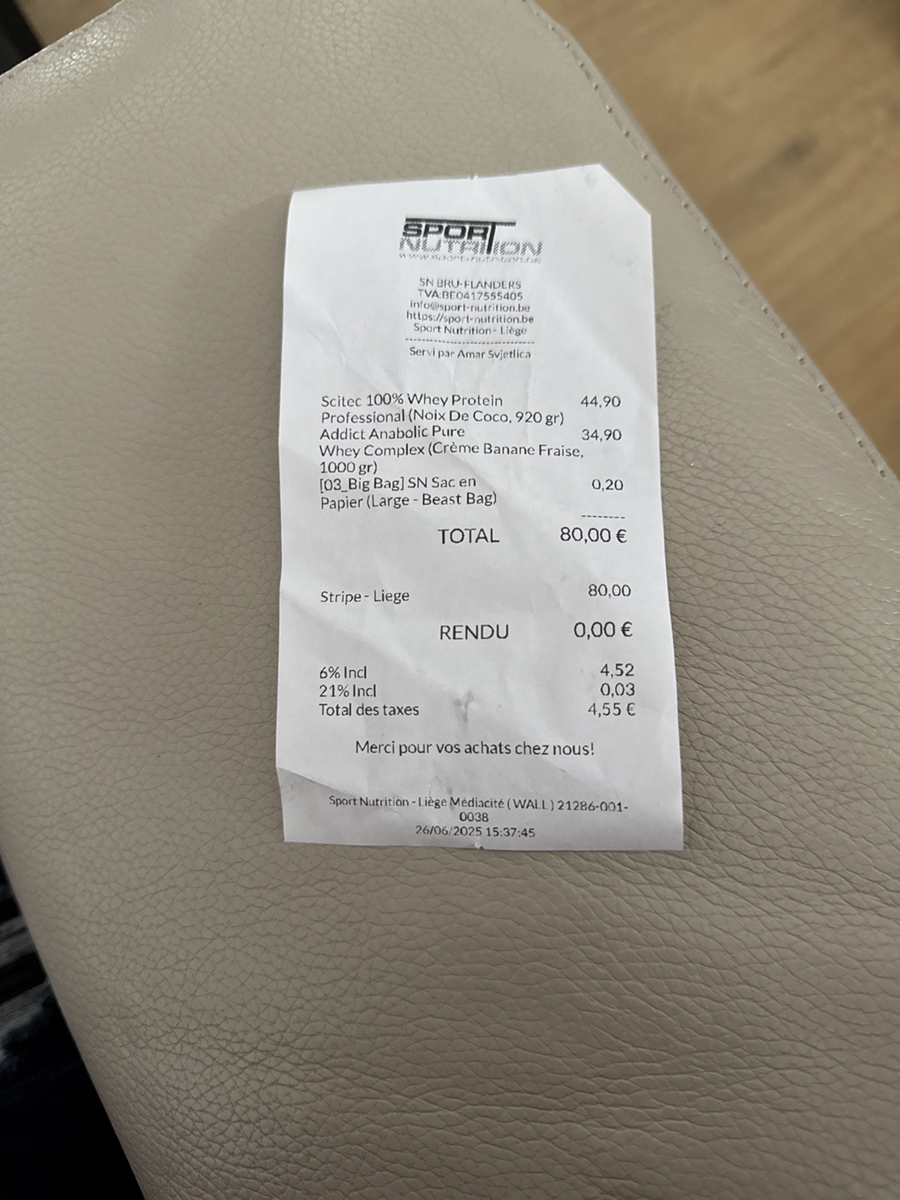 SPORT
NUTRITION
www.sport-nutrition.be
SN BRU-FLANDERS
TVA:BE0417555405
info@sport-nutrition.be
https://sport-nutrition.be
Sport Nutrition - Liège
--------------------------------
Servi par Amar Svjetlica
Scitec 100% Whey Protein 44,90
Professional (Noix De Coco, 920 gr)
Addict Anabolic Pure 34,90
Whey Complex (Crème Banane Fraise,
1000 gr)
[03_Big Bag] SN Sac en 0,20
Papier (Large - Beast Bag)
--------
TOTAL 80,00 €
Stripe - Liege 80,00
RENDU 0,00 €
6% Incl 4,52
21% Incl 0,03
Total des taxes 4,55 €
Merci pour vos achats chez nous!
Sport Nutrition - Liège Médiacité ( WALL ) 21286-001-
0038
26/06/2025 15:37:45